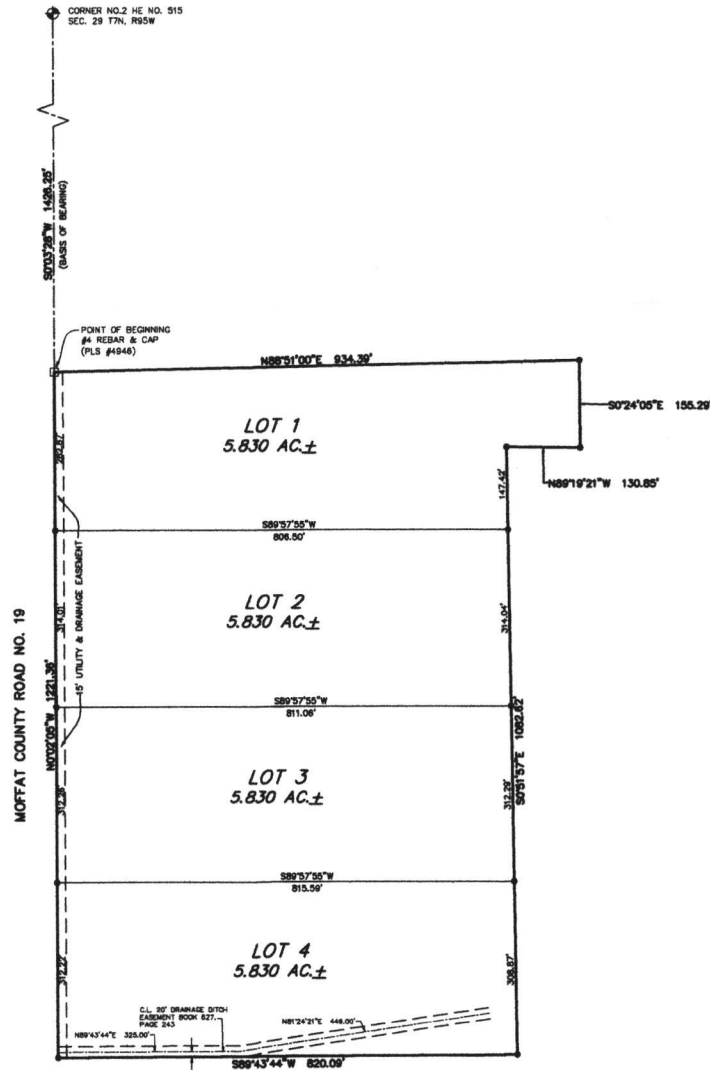 CORNER NO.2 HE NO. 515
SEC. 29 T7N, R95W
S0°03'28"W 1426.25'
(BASIS OF BEARING)
POINT OF BEGINNING
#4 REBAR & CAP
(PLS #4946)
N88°51'00"E 934.39'
S0°24'05"E 155.29'
N89°19'21"W 130.85'
LOT 1
5.830 AC.±
282.87'
147.42'
S89°57'55"W
806.50'
15' UTILITY & DRAINAGE EASEMENT
LOT 2
5.830 AC.±
314.01'
314.04'
MOFFAT COUNTY ROAD NO. 19
N0°02'05"W 1221.36'
S89°57'55"W
811.06'
S0°51'57"E 1082.62'
LOT 3
5.830 AC.±
312.26'
312.29'
S89°57'55"W
815.59'
LOT 4
5.830 AC.±
312.22'
308.87'
C.L. 20' DRAINAGE DITCH
EASEMENT BOOK 627,
PAGE 243
N89°43'44"E 325.00'
N81°24'21"E 446.00'
S89°43'44"W 820.09'